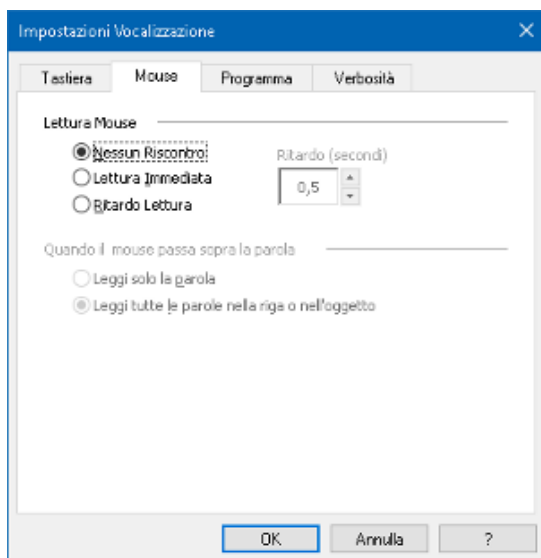 Impostazioni Vocalizzazione
Tastiera Mouse Programma Verbosità
Lettura Mouse
Nessun Riscontro Ritardo (secondi)
Lettura Immediata 0,5
Ritardo Lettura
Quando il mouse passa sopra la parola
Leggi solo la parola
Leggi tutte le parole nella riga o nell'oggetto
OK Annulla ?